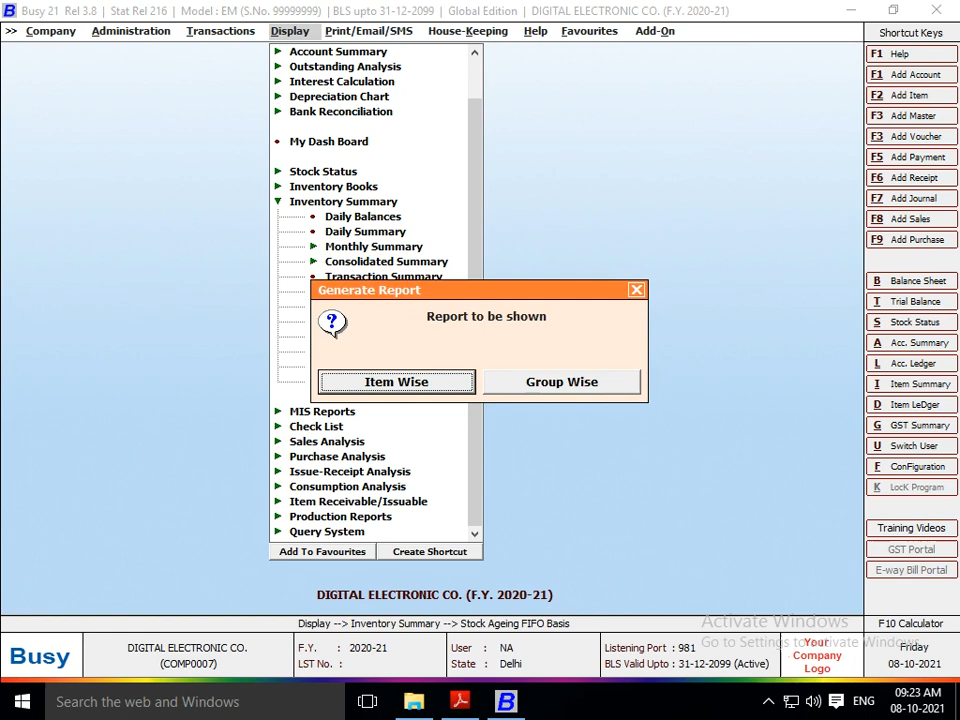 Busy 21 Rel 3.8 | Stat Rel 216 | Model : EM (S.No. 99999999) | BLS upto 31-12-2099 | Global Edition | DIGITAL ELECTRONIC CO. (F.Y. 2020-21)
>> Company Administration Transactions Display Print/Email/SMS House-Keeping Help Favourites Add-On
Account Summary
Outstanding Analysis
Interest Calculation
Depreciation Chart
Bank Reconciliation
My Dash Board
Stock Status
Inventory Books
Inventory Summary
Daily Balances
Daily Summary
Monthly Summary
Consolidated Summary
Transaction Summary
Generate Report
Report to be shown
Item Wise
Group Wise
MIS Reports
Check List
Sales Analysis
Purchase Analysis
Issue-Receipt Analysis
Consumption Analysis
Item Receivable/Issuable
Production Reports
Query System
Add To Favourites
Create Shortcut
Shortcut Keys
F1 Help
F1 Add Account
F2 Add Item
F3 Add Master
F3 Add Voucher
F5 Add Payment
F6 Add Receipt
F7 Add Journal
F8 Add Sales
F9 Add Purchase
B Balance Sheet
T Trial Balance
S Stock Status
A Acc. Summary
L Acc. Ledger
I Item Summary
D Item LeDger
G GST Summary
U Switch User
F ConFiguration
K LocK Program
Training Videos
GST Portal
E-way Bill Portal
DIGITAL ELECTRONIC CO. (F.Y. 2020-21)
Display --> Inventory Summary --> Stock Ageing FIFO Basis
F10 Calculator
Activate Windows
Go to Settings to activate Windows.
Busy
DIGITAL ELECTRONIC CO.
(COMP0007)
F.Y. : 2020-21
LST No. :
User : NA
State : Delhi
Listening Port : 981
BLS Valid Upto : 31-12-2099 (Active)
Your
Company
Logo
Friday
08-10-2021
Search the web and Windows
ENG
09:23 AM
08-10-2021